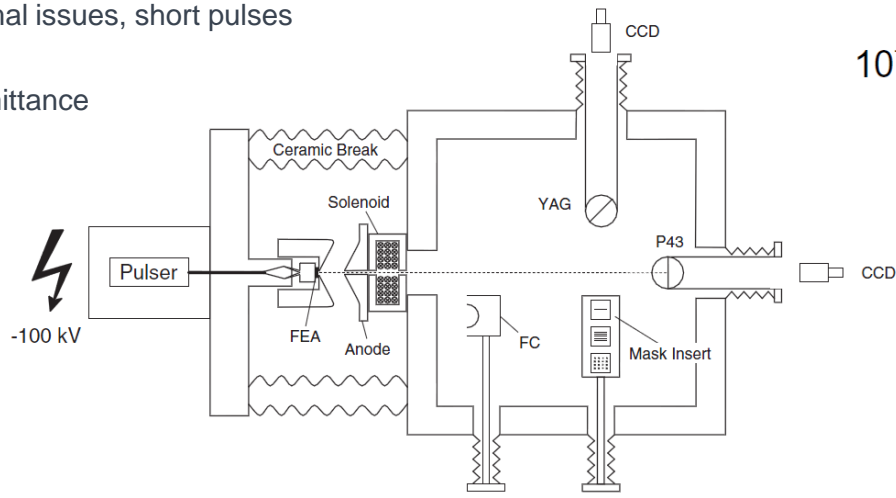 nal issues, short pulses
CCD
10
ittance
Ceramic Break
Solenoid
YAG
P43
Pulser
CCD
-100 kV
FEA
Anode
FC
Mask Insert